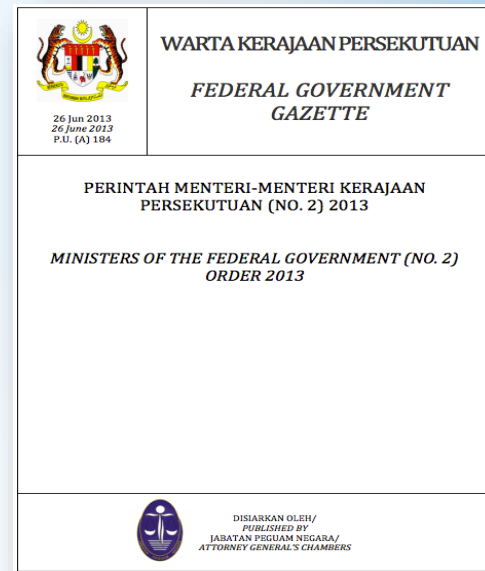 WARTA KERAJAAN PERSEKUTUAN
FEDERAL GOVERNMENT
GAZETTE
26 Jun 2013
26 June 2013
P.U. (A) 184
PERINTAH MENTERI-MENTERI KERAJAAN
PERSEKUTUAN (NO. 2) 2013
MINISTERS OF THE FEDERAL GOVERNMENT (NO. 2)
ORDER 2013
DISIARKAN OLEH/
PUBLISHED BY
JABATAN PEGUAM NEGARA/
ATTORNEY GENERAL'S CHAMBERS